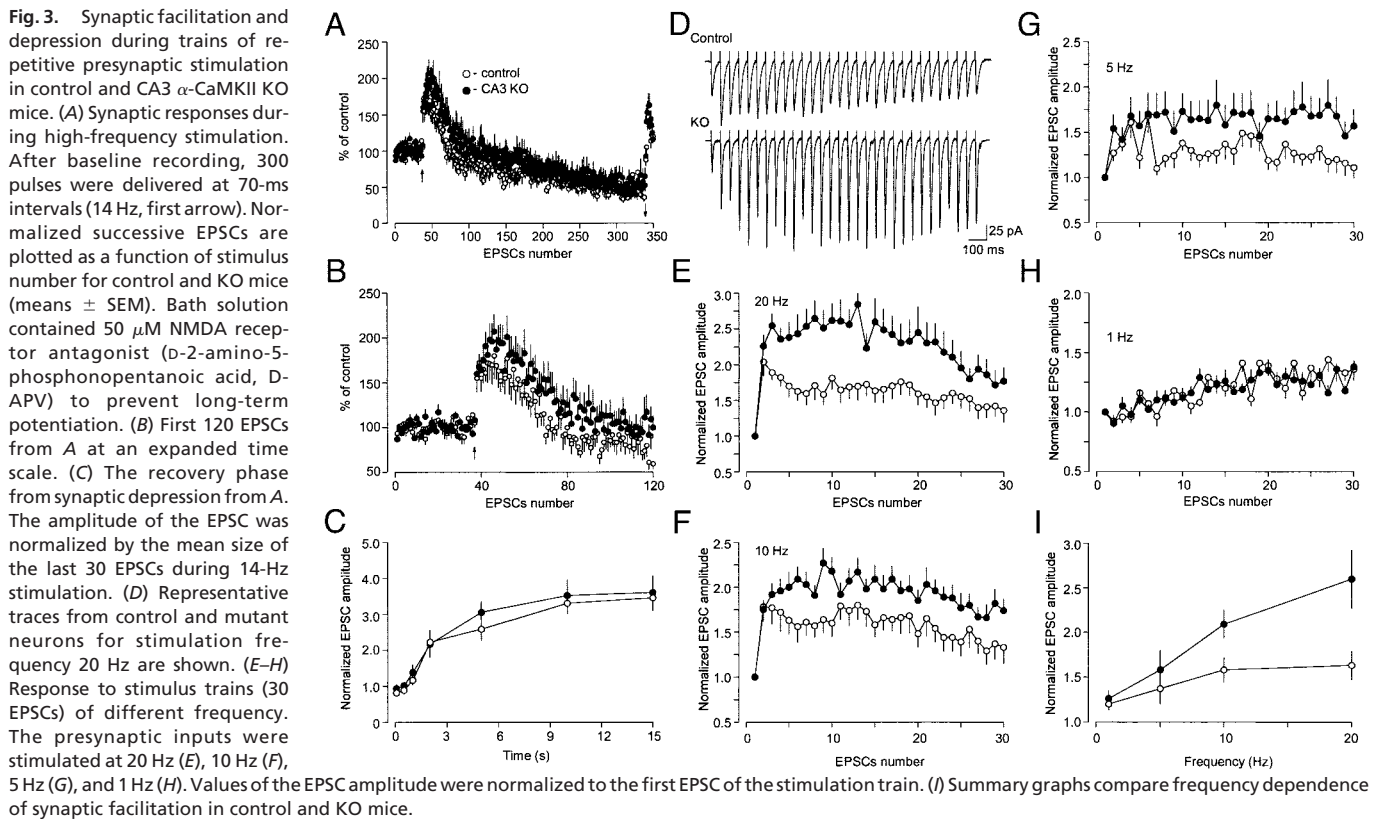 Fig. 3. Synaptic facilitation and
depression during trains of re-
petitive presynaptic stimulation
in control and CA3 α-CaMKII KO
mice. (A) Synaptic responses dur-
ing high-frequency stimulation.
After baseline recording, 300
pulses were delivered at 70-ms
intervals (14 Hz, first arrow). Nor-
malized successive EPSCs are
plotted as a function of stimulus
number for control and KO mice
(means ± SEM). Bath solution
contained 50 μM NMDA recep-
tor antagonist (D-2-amino-5-
phosphonopentanoic acid, D-
APV) to prevent long-term
potentiation. (B) First 120 EPSCs
from A at an expanded time
scale. (C) The recovery phase
from synaptic depression from A.
The amplitude of the EPSC was
normalized by the mean size of
the last 30 EPSCs during 14-Hz
stimulation. (D) Representative
traces from control and mutant
neurons for stimulation fre-
quency 20 Hz are shown. (E–H)
Response to stimulus trains (30
EPSCs) of different frequency.
The presynaptic inputs were
stimulated at 20 Hz (E), 10 Hz (F),
5 Hz (G), and 1 Hz (H). Values of the EPSC amplitude were normalized to the first EPSC of the stimulation train. (I) Summary graphs compare frequency dependence
of synaptic facilitation in control and KO mice.
A
250
200
150
100
50
0
% of control
- control
- CA3 KO
0 50 100 150 200 250 300 350
EPSCs number
B
250
200
150
100
50
% of control
0 40 80 120
EPSCs number
C
5.0
4.0
3.0
2.0
1.0
0
Normalized EPSC amplitude
0 3 6 9 12 15
Time (s)
D
Control
KO
25 pA
100 ms
E
20 Hz
3.0
2.5
2.0
1.5
1.0
0.5
Normalized EPSC amplitude
0 10 20 30
EPSCs number
F
10 Hz
2.5
2.0
1.5
1.0
0.5
Normalized EPSC amplitude
0 10 20 30
EPSCs number
G
5 Hz
2.5
2.0
1.5
1.0
0.5
Normalized EPSC amplitude
0 10 20 30
EPSCs number
H
1 Hz
2.0
1.5
1.0
0.5
Normalized EPSC amplitude
0 10 20 30
EPSCs number
I
3.0
2.5
2.0
1.5
1.0
Normalized EPSC amplitude
0 10 20
Frequency (Hz)